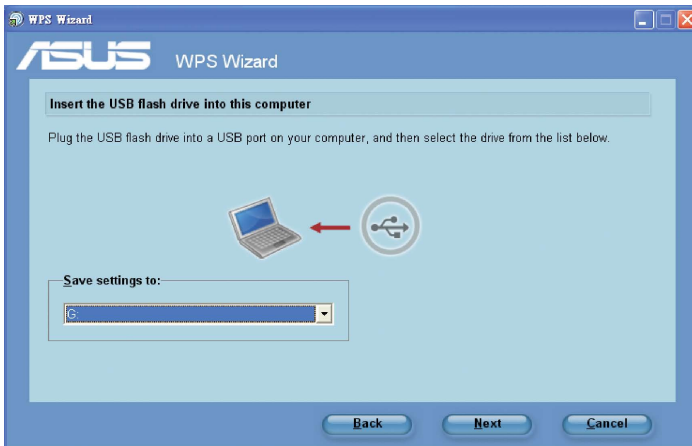 WPS Wizard
ASUS WPS Wizard
Insert the USB flash drive into this computer
Plug the USB flash drive into a USB port on your computer, and then select the drive from the list below.
Save settings to:
G:
Back Next Cancel